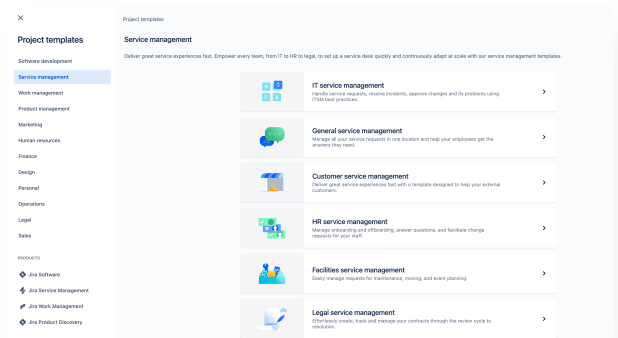 Project templates
Project templates
Software development
Service management
Work management
Product management
Marketing
Human resources
Finance
Design
Personal
Operations
Legal
Sales
PRODUCTS
Jira Software
Jira Service Management
Jira Work Management
Jira Product Discovery
Service management
Deliver great service experiences fast. Empower every team, from IT to HR to legal, to set up a service desk quickly and continuously adapt at scale with our service management templates.
IT service management
Handle service requests, resolve incidents, approve changes and fix problems using
ITSM best practices.
General service management
Manage all your service requests in one location and help your employees get the
answers they need.
Customer service management
Deliver great service experiences fast with a template designed to help your external
customers.
HR service management
Manage onboarding and offboarding, answer questions, and facilitate change
requests for your staff.
Facilities service management
Easily manage requests for maintenance, moving, and event planning.
Legal service management
Effortlessly create, track and manage your contracts through the review cycle to
resolution.